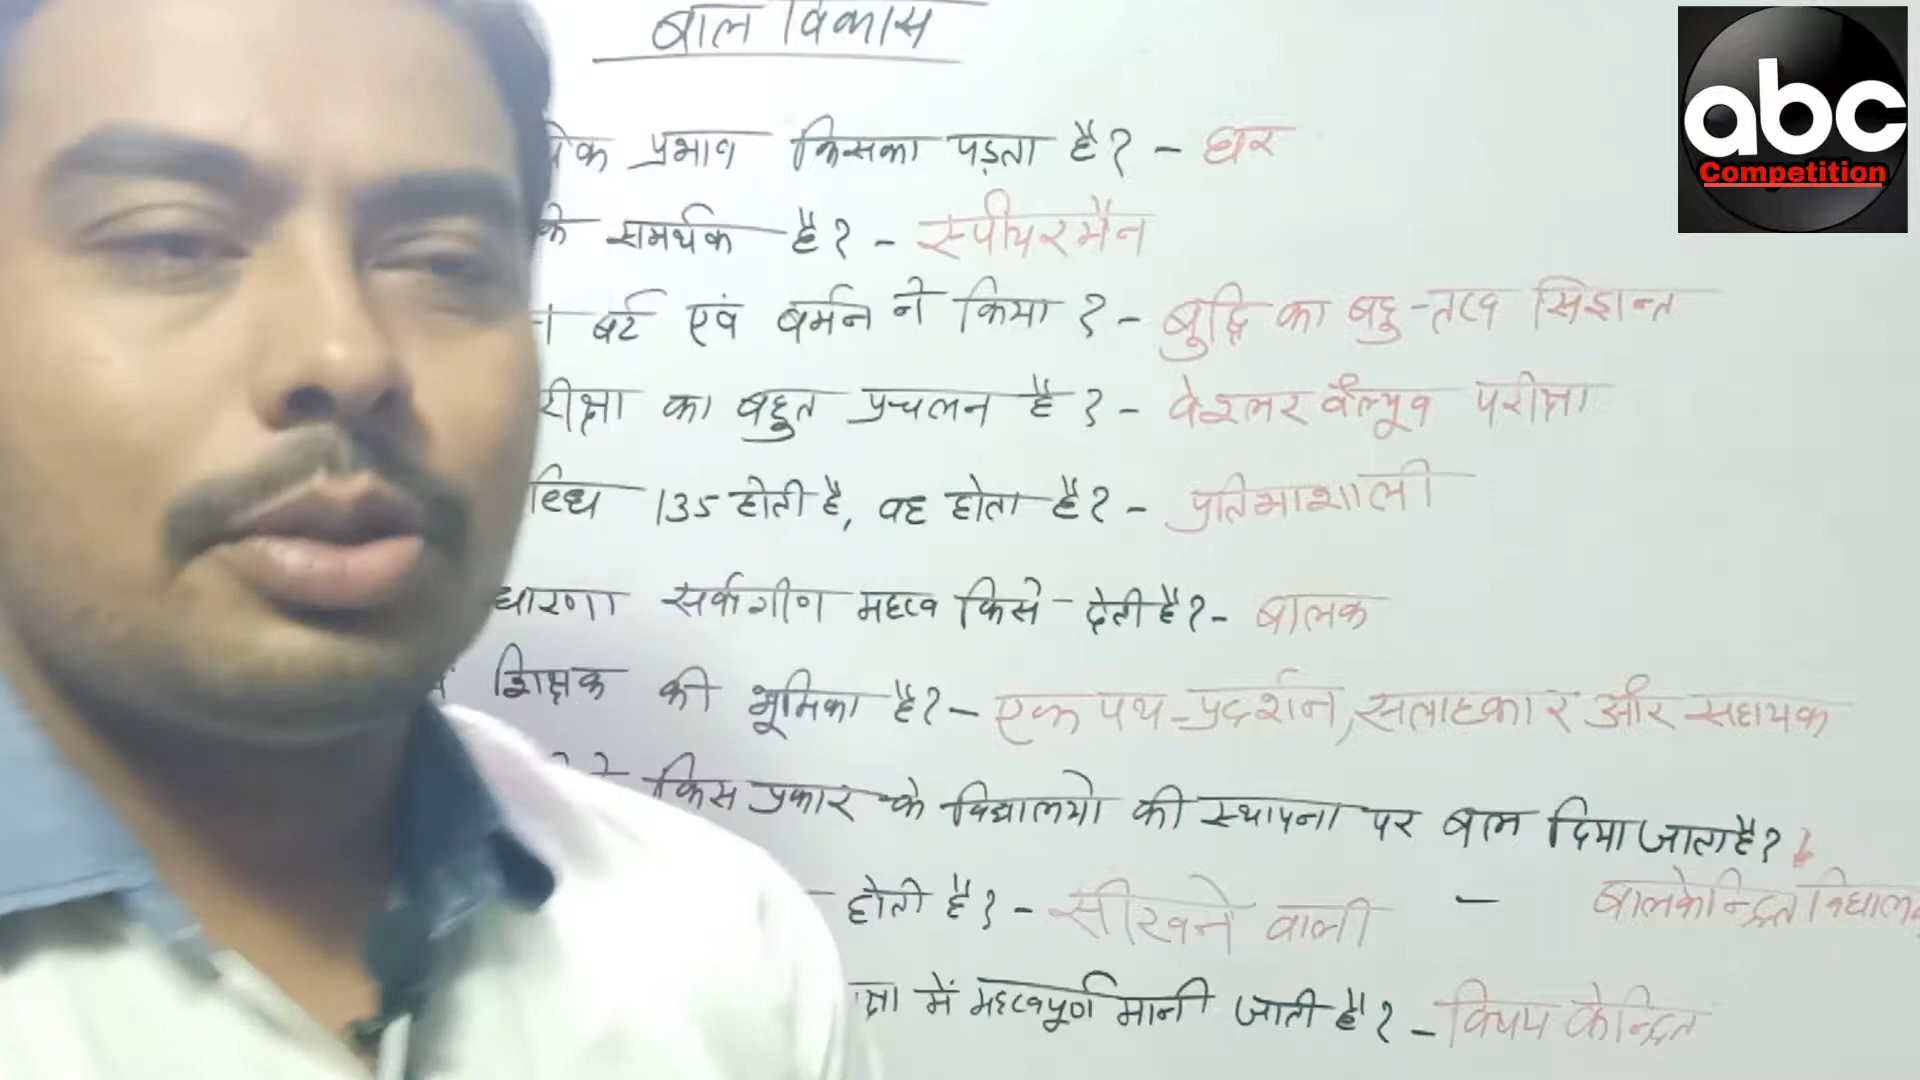 बाल विकास
abc
Competition
प्रभाव किसका पड़ता है? - घर
के समर्थक है? - स्पीयरमैन
बर्ट एवं बर्मन ने किया? - बुद्धि का बहु-तत्व सिद्धान्त
का बहुत प्रचलन है? - वेश्लर वैल्यूव परीक्षा
135 होती है, वह होता है? - प्रतिभाशाली
सर्वांगीण महत्व किसे देती है? - बालक
शिक्षक की भूमिका है? - एक पथ-प्रदर्शन, सलाहकार और सहायक
किस प्रकार के विद्यालयो की स्थापना पर बल दिया जाता है?
होती है? - सीखने वाली - बालकेन्द्रित विद्यालय
में महत्वपूर्ण मानी जाती है? - विषय केन्द्रित